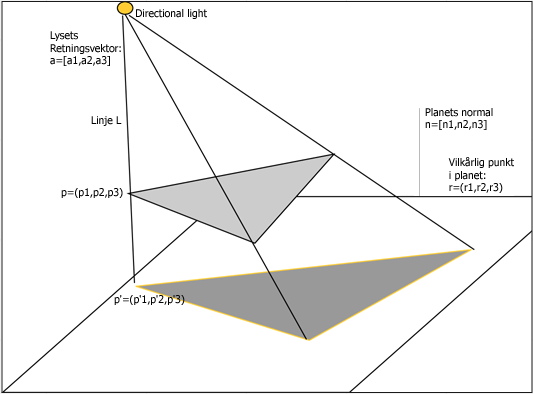 Directional light
Lysets
Retningsvektor:
a=[a1,a2,a3]
Linje L
Planets normal
n=[n1,n2,n3]
Vilkårlig punkt
i planet:
r=(r1,r2,r3)
p=(p1,p2,p3)
p'=(p'1,p'2,p'3)